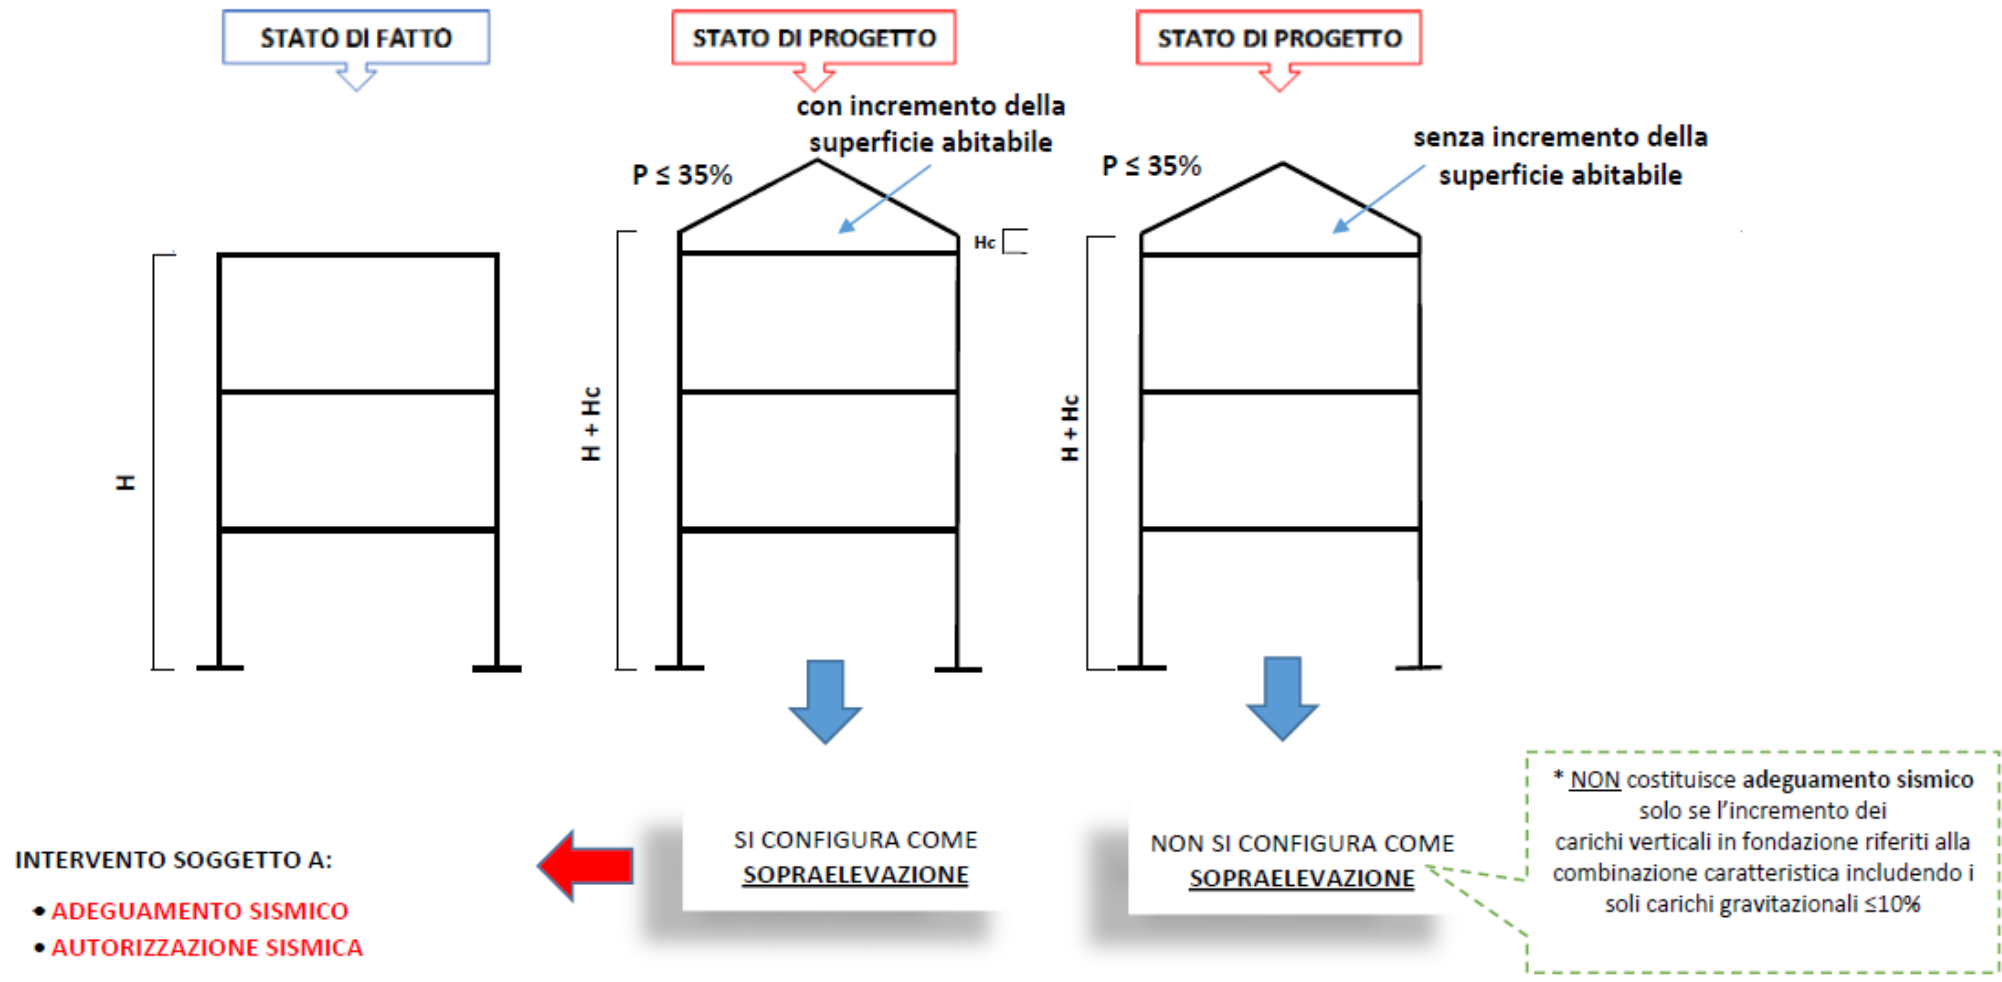 STATO DI FATTO
STATO DI PROGETTO
STATO DI PROGETTO
con incremento della
superficie abitabile
senza incremento della
superficie abitabile
P ≤ 35%
P ≤ 35%
Hc
H
H + Hc
H + Hc
SI CONFIGURA COME
SOPRAELEVAZIONE
NON SI CONFIGURA COME
SOPRAELEVAZIONE
* NON costituisce adeguamento sismico
solo se l'incremento dei
carichi verticali in fondazione riferiti alla
combinazione caratteristica includendo i
soli carichi gravitazionali ≤10%
INTERVENTO SOGGETTO A:
• ADEGUAMENTO SISMICO
• AUTORIZZAZIONE SISMICA